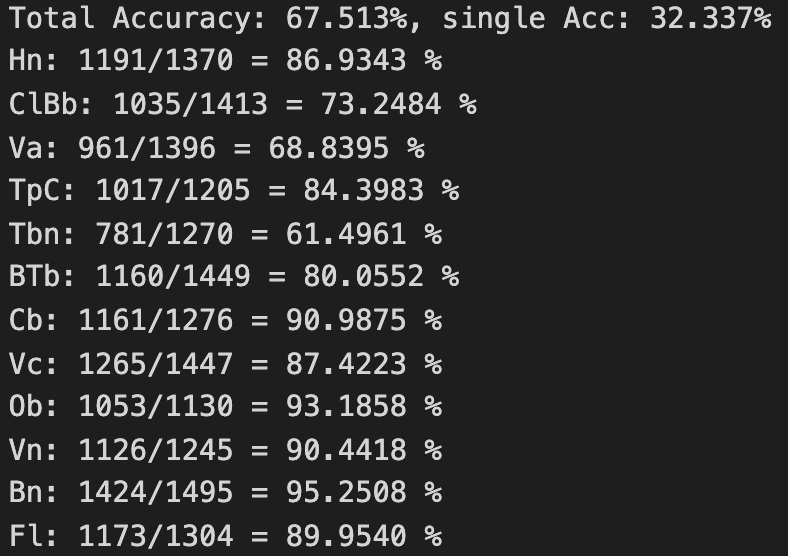 Total Accuracy: 67.513%, single Acc: 32.337%
Hn: 1191/1370 = 86.9343 %
ClBb: 1035/1413 = 73.2484 %
Va: 961/1396 = 68.8395 %
TpC: 1017/1205 = 84.3983 %
Tbn: 781/1270 = 61.4961 %
BTb: 1160/1449 = 80.0552 %
Cb: 1161/1276 = 90.9875 %
Vc: 1265/1447 = 87.4223 %
Ob: 1053/1130 = 93.1858 %
Vn: 1126/1245 = 90.4418 %
Bn: 1424/1495 = 95.2508 %
Fl: 1173/1304 = 89.9540 %